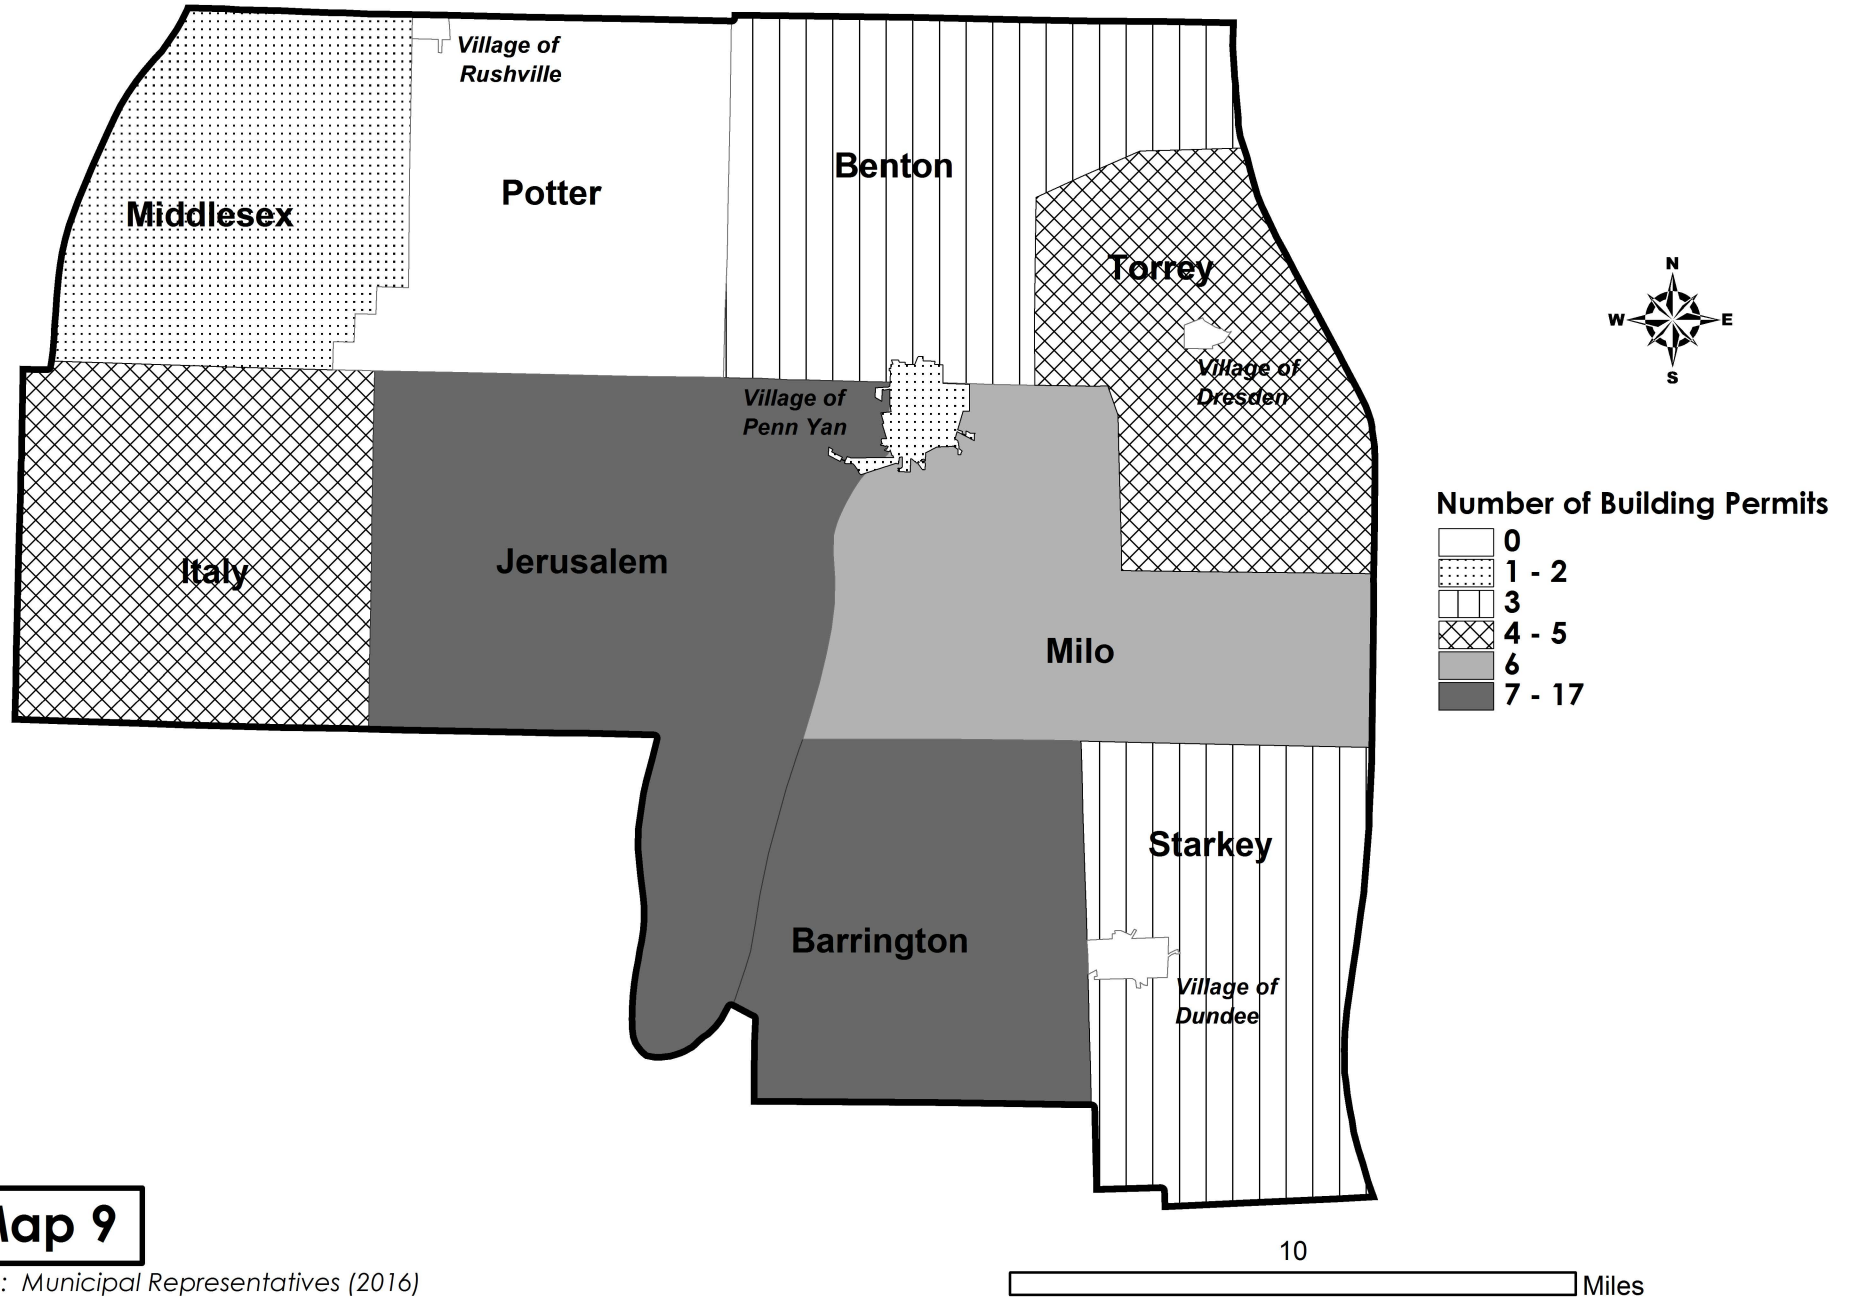 Village of
Rushville
Benton
Potter
Middlesex
Torrey
N
W
E
S
Village of
Dresden
Village of
Penn Yan
Number of Building Permits
0
1 - 2
3
4 - 5
6
7 - 17
Jerusalem
Italy
Milo
Starkey
Barrington
Village of
Dundee
9
: Municipal Representatives (2016)
10
Miles